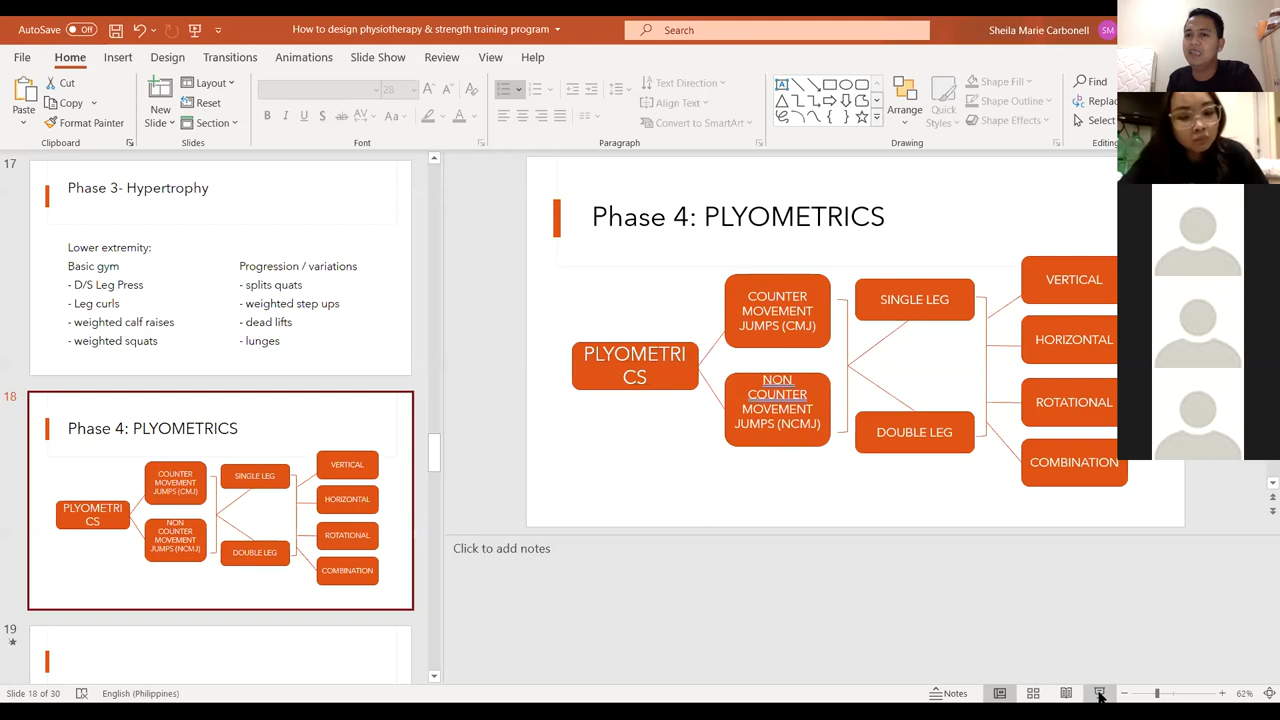 AutoSave Off
How to design physiotherapy & strength training program
Search
Sheila Marie Carbonell SM
File Home Insert Design Transitions Animations Slide Show Review View Help
Paste
Cut
Copy
Format Painter
Clipboard
New
Slide
Layout
Reset
Section
Slides
28
Font
Paragraph
Text Direction
Align Text
Convert to SmartArt
Arrange
Quick
Styles
Shape Fill
Shape Outline
Shape Effects
Drawing
Find
Replac
Select
Editing
17
Phase 3- Hypertrophy
Lower extremity:
Basic gym
- D/S Leg Press
- Leg curls
- weighted calf raises
- weighted squats
Progression / variations
- splits quats
- weighted step ups
- dead lifts
- lunges
18
Phase 4: PLYOMETRICS
PLYOMETRI
CS
COUNTER
MOVEMENT
JUMPS (CMJ)
NON
COUNTER
MOVEMENT
JUMPS (NCMJ)
SINGLE LEG
DOUBLE LEG
VERTICAL
HORIZONTAL
ROTATIONAL
COMBINATION
19
Phase 4: PLYOMETRICS
PLYOMETRI
CS
COUNTER
MOVEMENT
JUMPS (CMJ)
NON
COUNTER
MOVEMENT
JUMPS (NCMJ)
SINGLE LEG
DOUBLE LEG
VERTICAL
HORIZONTAL
ROTATIONAL
COMBINATION
Click to add notes
Slide 18 of 30
English (Philippines)
Notes
62%